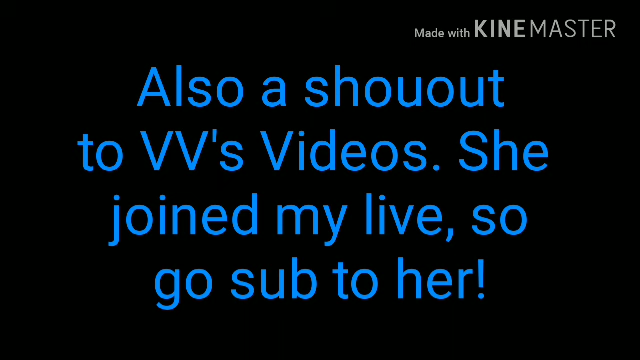 Made with KINEMASTER
Also a shouout
to VV's Videos. She
joined my live, so
go sub to her!